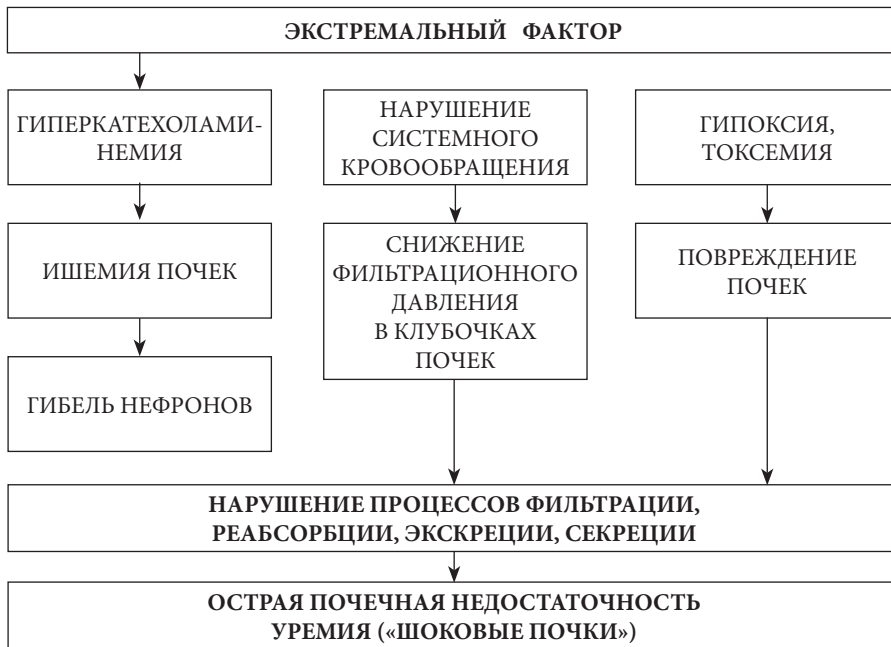 ЭКСТРЕМАЛЬНЫЙ ФАКТОР
ГИПЕРКАТЕХОЛАМИ-
НЕМИЯ
НАРУШЕНИЕ
СИСТЕМНОГО
КРОВООБРАЩЕНИЯ
ГИПОКСИЯ,
ТОКСЕМИЯ
ИШЕМИЯ ПОЧЕК
СНИЖЕНИЕ
ФИЛЬТРАЦИОННОГО
ДАВЛЕНИЯ
В КЛУБОЧКАХ
ПОЧЕК
ПОВРЕЖДЕНИЕ
ПОЧЕК
ГИБЕЛЬ НЕФРОНОВ
НАРУШЕНИЕ ПРОЦЕССОВ ФИЛЬТРАЦИИ,
РЕАБСОРБЦИИ, ЭКСКРЕЦИИ, СЕКРЕЦИИ
ОСТРАЯ ПОЧЕЧНАЯ НЕДОСТАТОЧНОСТЬ
УРЕМИЯ («ШОКОВЫЕ ПОЧКИ»)